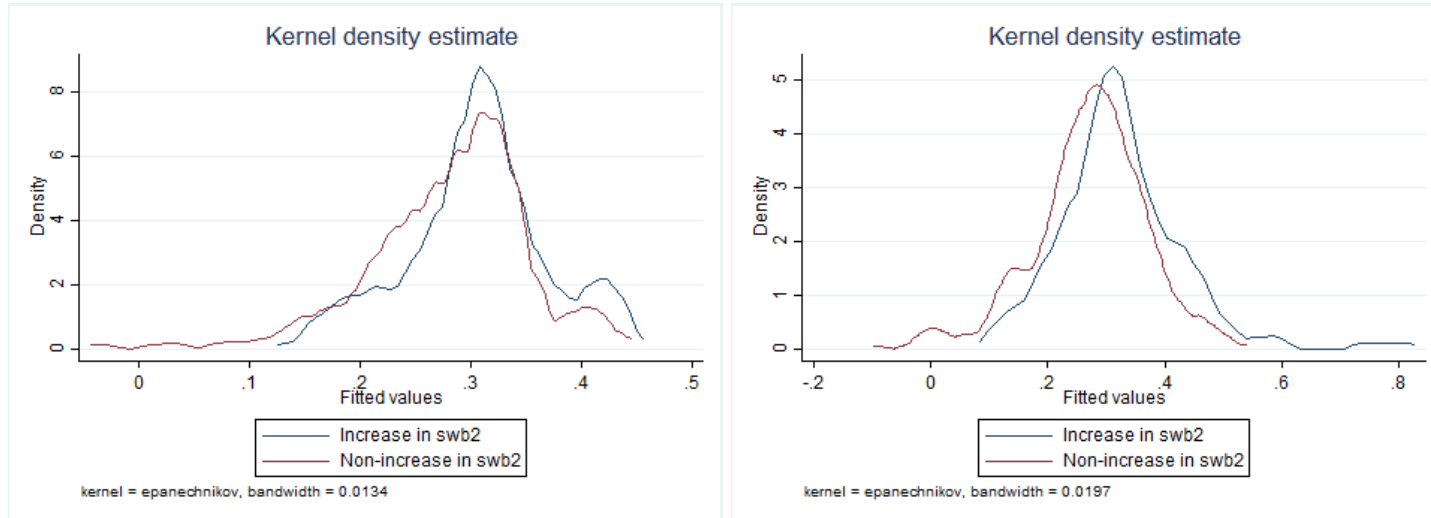 Kernel density estimate
8
6
4
2
0
Density
0 .1 .2 .3 .4 .5
Fitted values
Increase in swb2
Non-increase in swb2
kernel = epanechnikov, bandwidth = 0.0134
Kernel density estimate
5
4
3
2
1
0
Density
-.2 0 .2 .4 .6 .8
Fitted values
Increase in swb2
Non-increase in swb2
kernel = epanechnikov, bandwidth = 0.0197